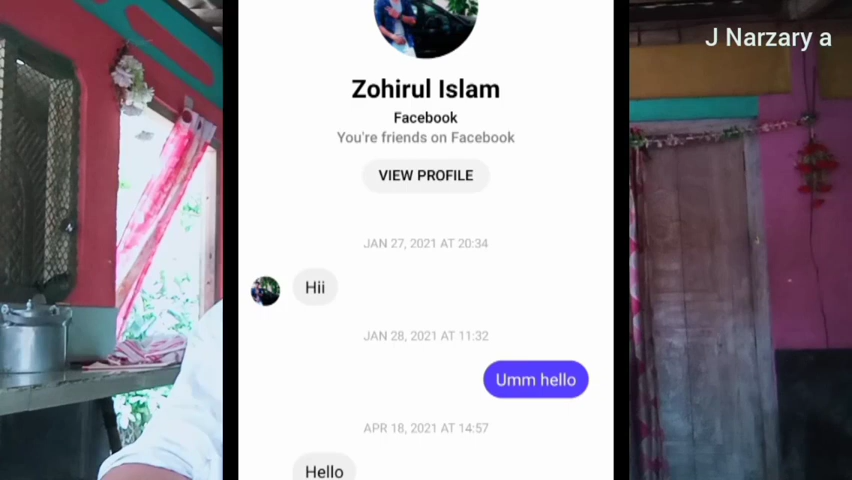 J Narzary a
Zohirul Islam
Facebook
You're friends on Facebook
VIEW PROFILE
JAN 27, 2021 AT 20:34
Hii
JAN 28, 2021 AT 11:32
Umm hello
APR 18, 2021 AT 14:57
Hello